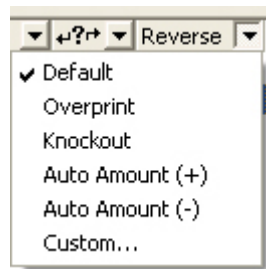 ?
Reverse
Default
Overprint
Knockout
Auto Amount (+)
Auto Amount (-)
Custom...